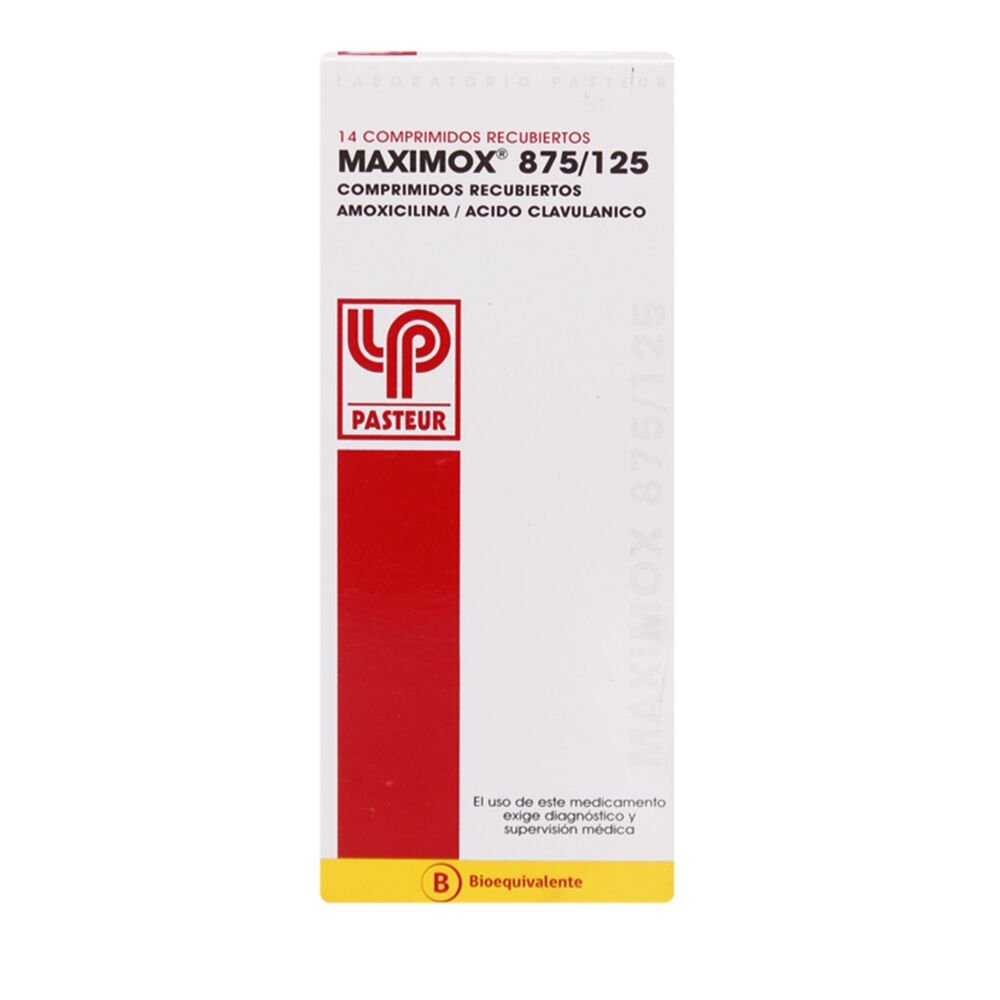 LABORATORIO PASTEUR
14 COMPRIMIDOS RECUBIERTOS
MAXIMOX® 875/125
COMPRIMIDOS RECUBIERTOS
AMOXICILINA / ACIDO CLAVULANICO
LP
PASTEUR
MAXIMOX 875/125
El uso de este medicamento
exige diagnóstico y
supervisión médica
B Bioequivalente